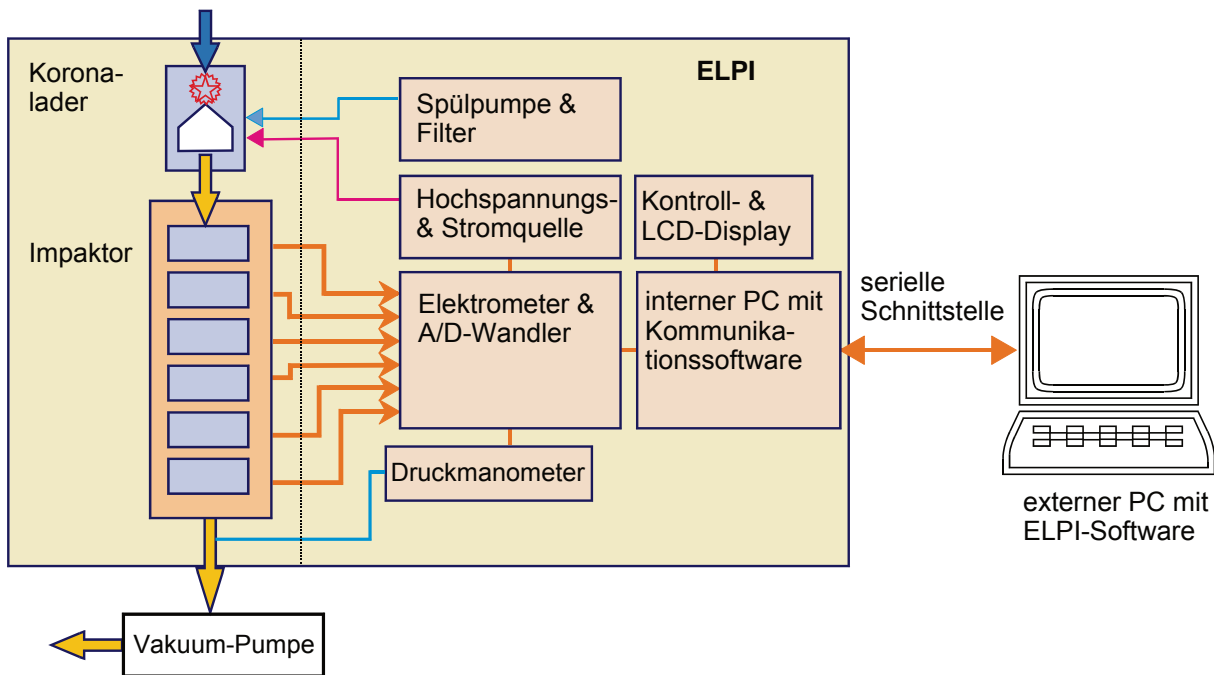 Korona-
lader
ELPI
Spülpumpe &
Filter
Hochspannungs-
& Stromquelle
Kontroll- &
LCD-Display
Impaktor
Elektrometer &
A/D-Wandler
interner PC mit
Kommunika-
tionssoftware
serielle
Schnittstelle
Druckmanometer
externer PC mit
ELPI-Software
Vakuum-Pumpe